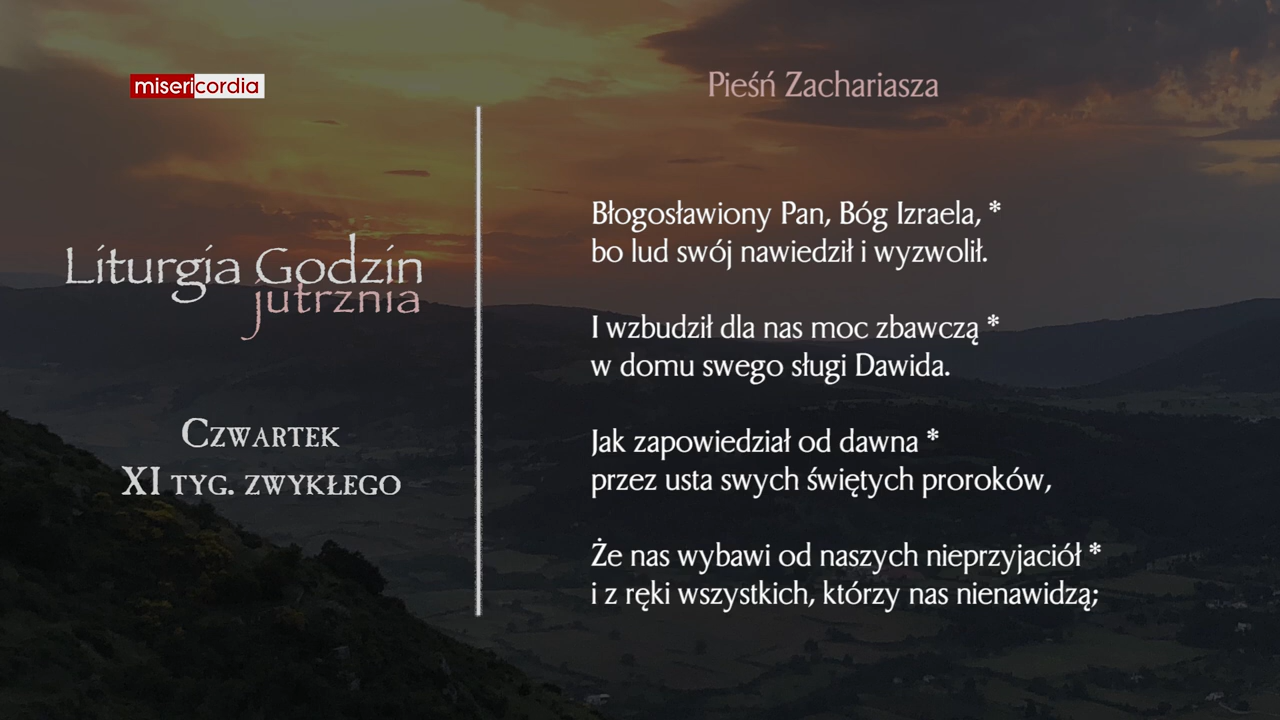 misericordia
Liturgia Godzin
jutrznia
Czwartek
XI tyg. zwykłego
Pieśń Zachariasza
Błogosławiony Pan, Bóg Izraela, *
bo lud swój nawiedził i wyzwolił.
I wzbudził dla nas moc zbawczą *
w domu swego sługi Dawida.
Jak zapowiedział od dawna *
przez usta swych świętych proroków,
Że nas wybawi od naszych nieprzyjaciół *
i z ręki wszystkich, którzy nas nienawidzą;